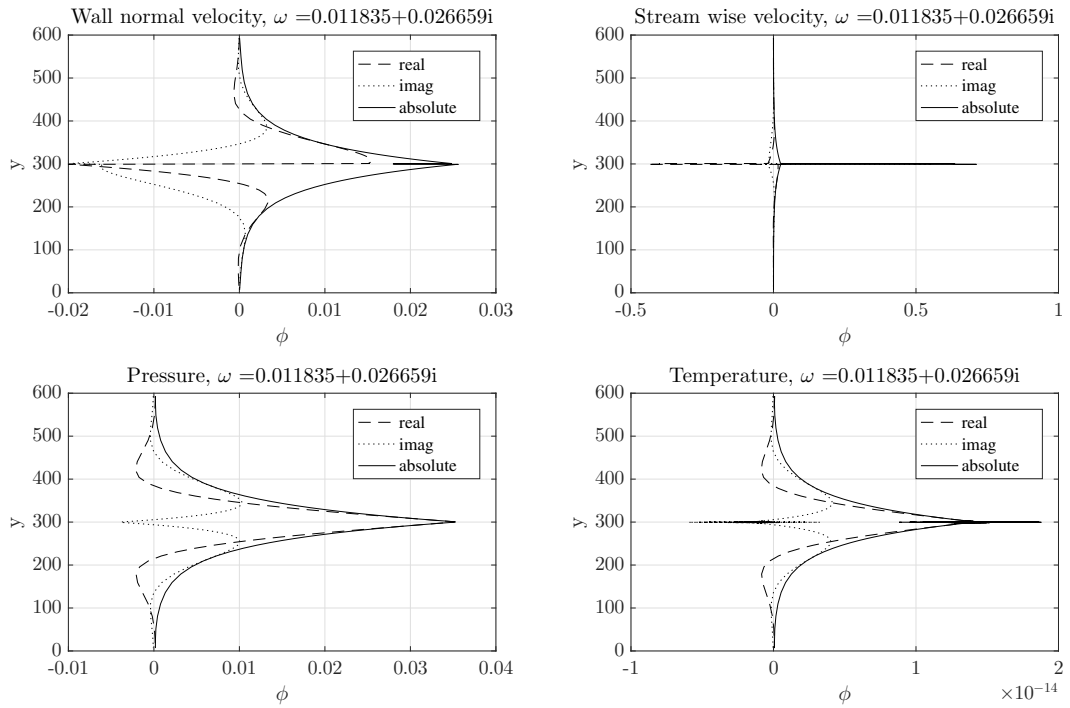 Wall normal velocity, ω =0.011835+0.026659i
600
500
400
300
200
100
0
y
-0.02
-0.01
0
0.01
0.02
0.03
ϕ
real
imag
absolute
Stream wise velocity, ω =0.011835+0.026659i
600
500
400
300
200
100
0
y
-0.5
0
0.5
1
ϕ
real
imag
absolute
Pressure, ω =0.011835+0.026659i
600
500
400
300
200
100
0
y
-0.01
0
0.01
0.02
0.03
0.04
ϕ
real
imag
absolute
Temperature, ω =0.011835+0.026659i
600
500
400
300
200
100
0
y
-1
0
1
2
ϕ
×10⁻¹⁴
real
imag
absolute